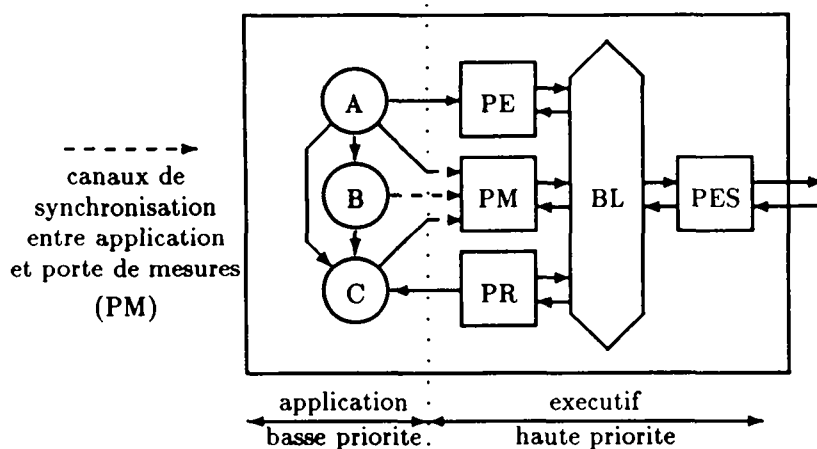 A
PE
canaux de
synchronisation
entre application
et porte de mesures
(PM)
B
PM
BL
PES
C
PR
application
executif
basse priorite
haute priorite